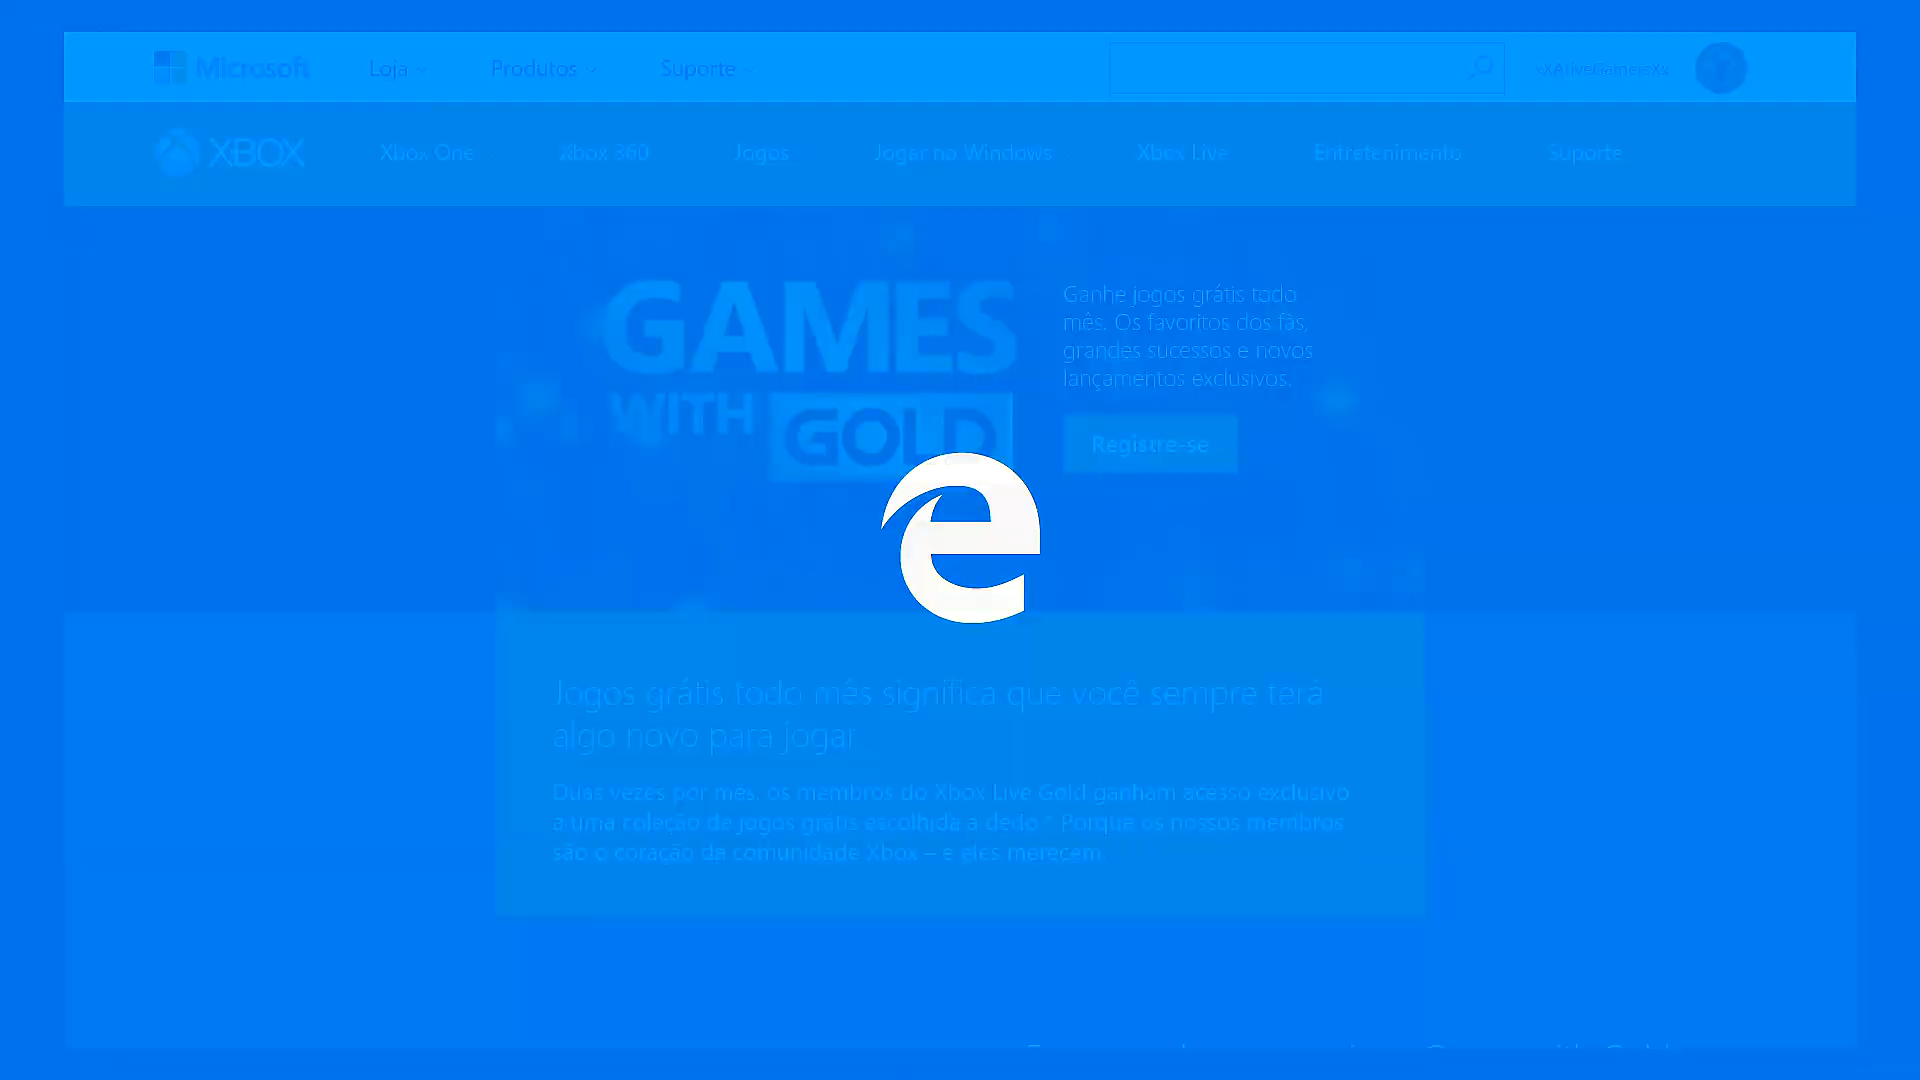 Microsoft Loja Produtos Suporte
XBOX Xbox One Xbox 360 Jogos Jogar no Windows Xbox Live Entretenimento Suporte
GAMES
WITH GOLD
Ganhe jogos grátis todo
mês. Os favoritos dos fãs,
grandes sucessos e novos
lançamentos exclusivos.
Registre-se
Jogos grátis todo mês significa que você sempre terá
algo novo para jogar
Duas vezes por mês, os membros do Xbox Live Gold ganham acesso exclusivo
a uma coleção de jogos grátis escolhida a dedo.* Porque os nossos membros
são o coração da comunidade Xbox – e eles merecem.